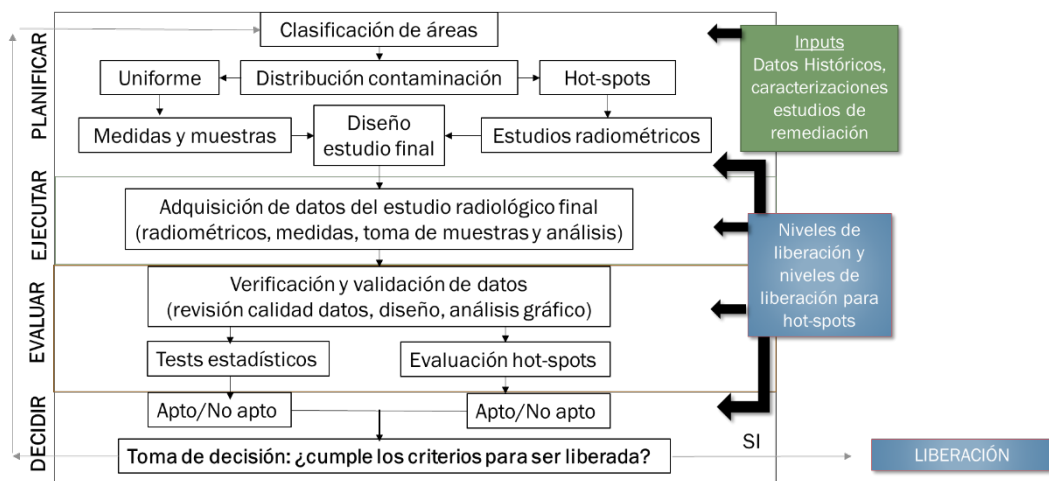 PLANIFICAR
Clasificación de áreas
Uniforme
Distribución contaminación
Hot-spots
Medidas y muestras
Diseño
estudio final
Estudios radiométricos
Inputs
Datos Históricos,
caracterizaciones
estudios de
remediación
EJECUTAR
Adquisición de datos del estudio radiológico final
(radiométricos, medidas, toma de muestras y análisis)
Niveles de
liberación y
niveles de
liberación para
hot-spots
EVALUAR
Verificación y validación de datos
(revisión calidad datos, diseño, análisis gráfico)
Tests estadísticos
Evaluación hot-spots
DECIDIR
Apto/No apto
Apto/No apto
Toma de decisión: ¿cumple los criterios para ser liberada?
SI
LIBERACIÓN